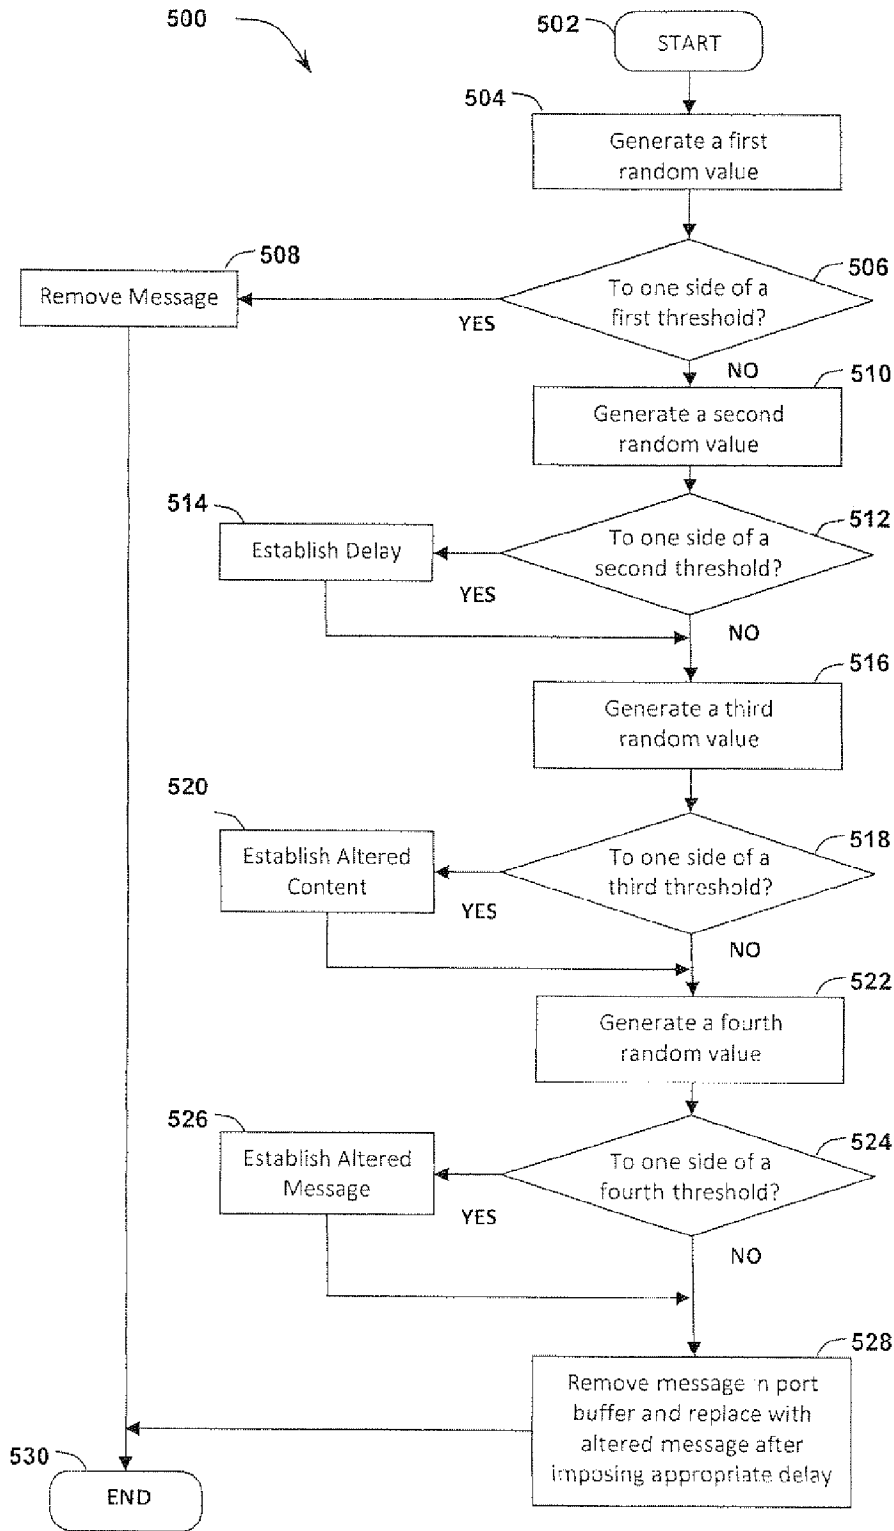 500
502
START
504
Generate a first
random value
508
Remove Message
506
To one side of a
first threshold?
YES
NO
510
Generate a second
random value
514
Establish Delay
512
To one side of a
second threshold?
YES
NO
516
Generate a third
random value
520
Establish Altered
Content
518
To one side of a
third threshold?
YES
NO
522
Generate a fourth
random value
526
Establish Altered
Message
524
To one side of a
fourth threshold?
YES
NO
528
Remove message in port
buffer and replace with
altered message after
imposing appropriate delay
530
END